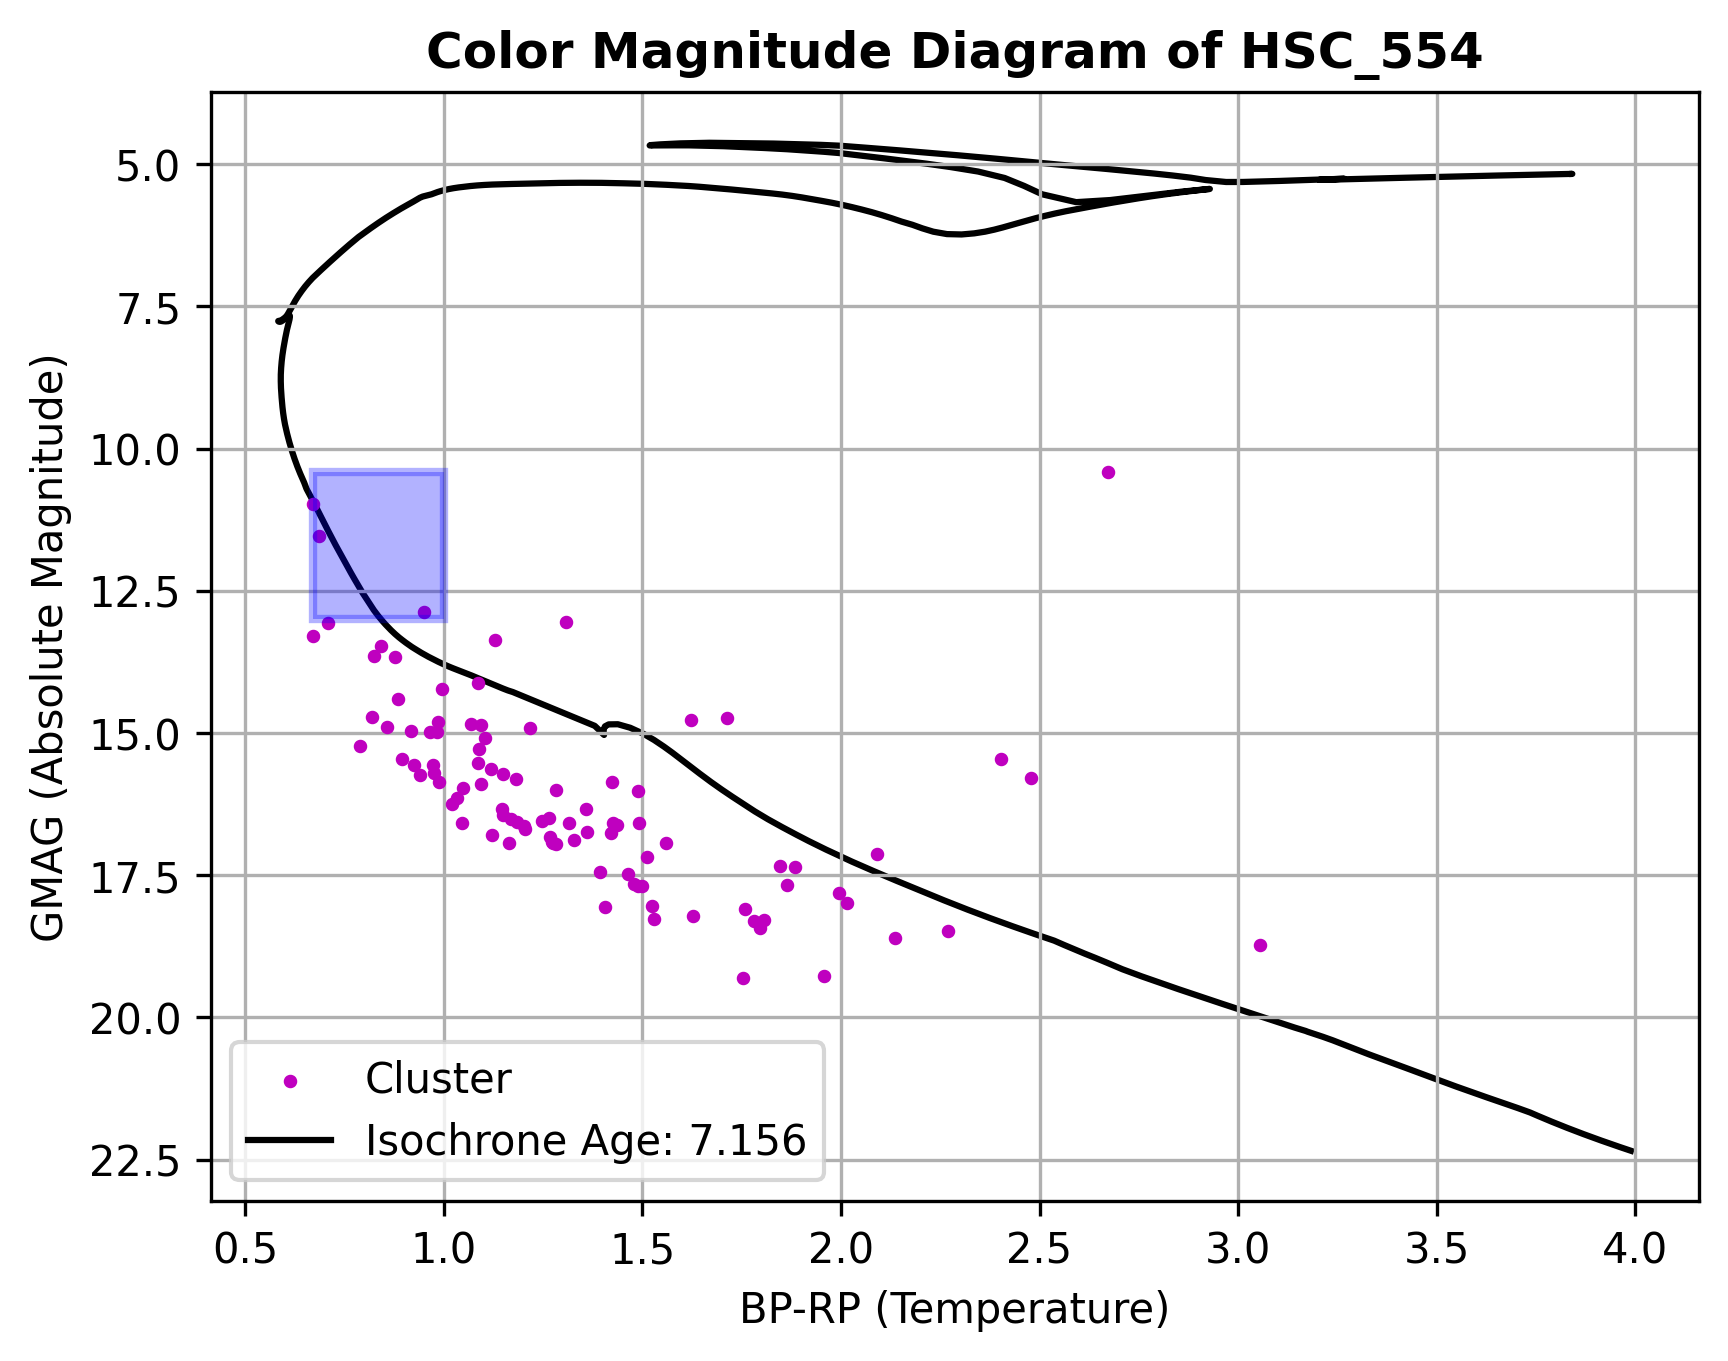 Color Magnitude Diagram of HSC_554
GMAG (Absolute Magnitude)
5.0
7.5
10.0
12.5
15.0
17.5
20.0
22.5
Cluster
Isochrone Age: 7.156
0.5 1.0 1.5 2.0 2.5 3.0 3.5 4.0
BP-RP (Temperature)